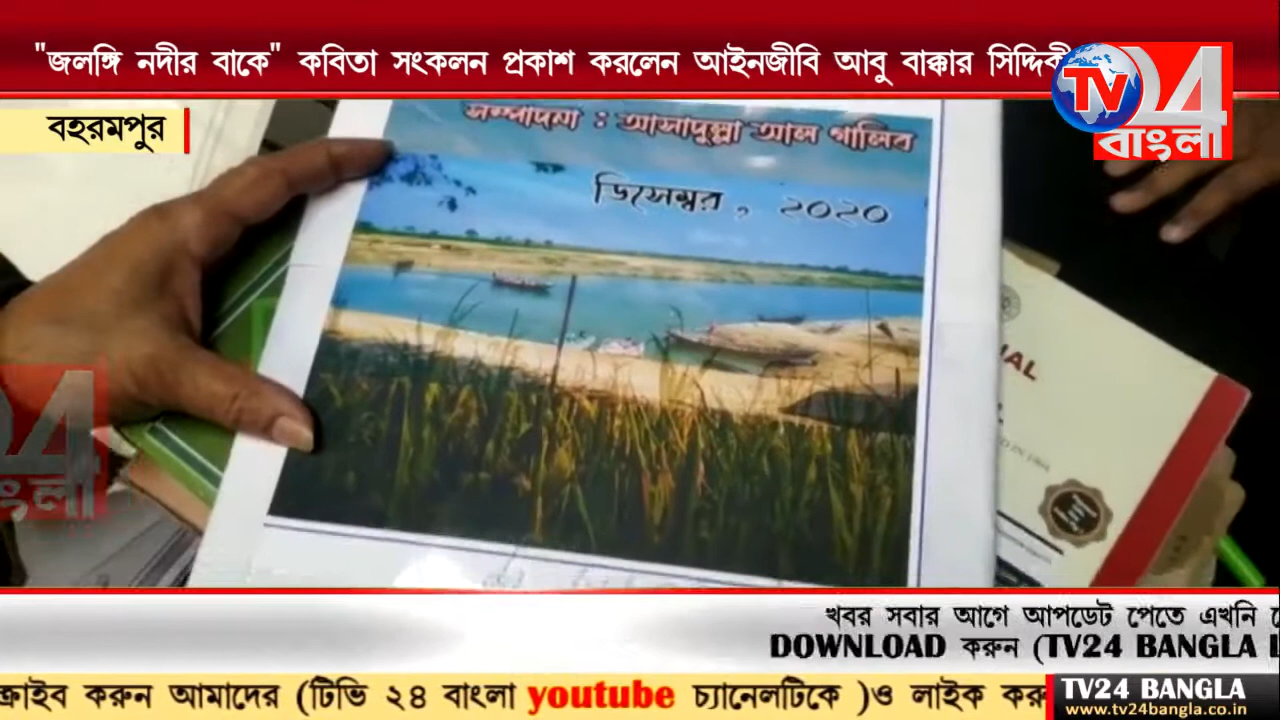 "জলঙ্গি নদীর বাকে" কবিতা সংকলন প্রকাশ করলেন আইনজীবি আবু বাক্কার সিদ্দিকী
TV24
বাংলা
বহরমপুর
সম্পাদনা : আসাদুল্লা আল গালিব
ডিসেম্বর, ২০২০
24
খবর সবার আগে আপডেট পেতে এখনি
DOWNLOAD করুন (TV24 BANGLA
ক্রাইব করুন আমাদের (টিভি ২৪ বাংলা youtube চ্যানেলটিকে )ও লাইক করু
TV24 BANGLA
www.tv24bangla.co.in